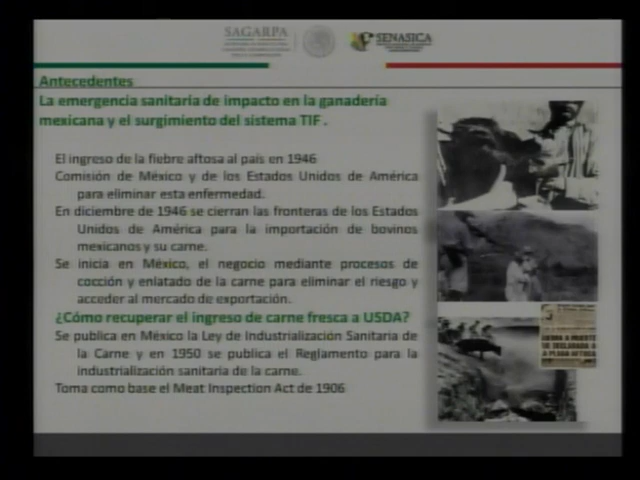 SAGARPA
SENASICA
Antecedentes
La emergencia sanitaria de impacto en la ganadería
mexicana y el surgimiento del sistema TIF.
El ingreso de la fiebre aftosa al país en 1946
Comisión de México y de los Estados Unidos de América
para eliminar esta enfermedad.
En diciembre de 1946 se cierran las fronteras de los Estados
Unidos de América para la importación de bovinos
mexicanos y su carne.
Se inicia en México, el negocio mediante procesos de
cocción y enlatado de la carne para eliminar el riesgo y
acceder al mercado de exportación.
¿Cómo recuperar el ingreso de carne fresca a USDA?
Se publica en México la Ley de Industrialización Sanitaria de
la Carne y en 1950 se publica el Reglamento para la
industrialización sanitaria de la carne.
Toma como base el Meat Inspection Act de 1906
GUERRA A MUERTE